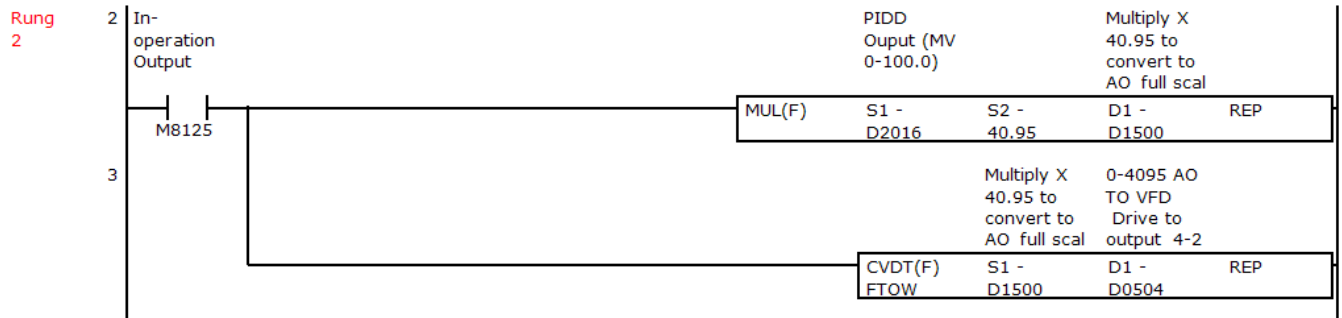 Rung
2
2
In-
operation
Output
PIDD
Ouput (MV
0-100.0)
Multiply X
40.95 to
convert to
AO full scal
M8125
MUL(F) S1 - S2 - D1 - REP
D2016 40.95 D1500
3
Multiply X
40.95 to
convert to
AO full scal
0-4095 AO
TO VFD
Drive to
output 4-2
CVDT(F) S1 - D1 - REP
FTOW D1500 D0504